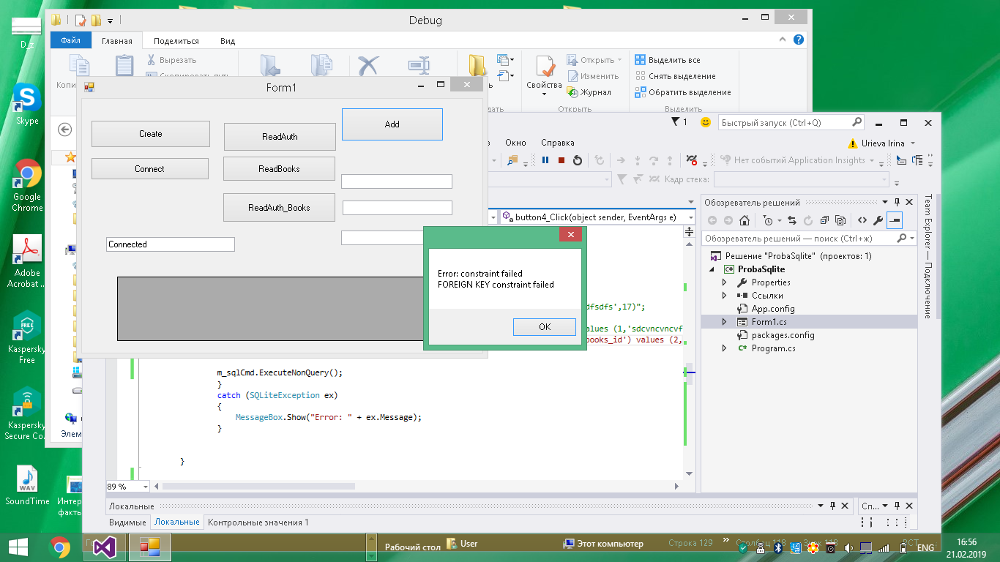 D_z
Skype
Google
Chrome
Adobe
Acrobat ...
Kaspersky
Free
Kaspersky
Secure Co...
SoundTime
Debug
Файл
Главная
Поделиться
Вид
Вырезать
Скопировать путь
Свойства
Открыть
Изменить
Журнал
Открыть
Выделить все
Снять выделение
Обратить выделение
Выделить
Form1
Create
ReadAuth
Add
Connect
ReadBooks
ReadAuth_Books
Connected
Error: constraint failed
FOREIGN KEY constraint failed
OK
1
Быстрый запуск (Ctrl+Q)
Окно
Справка
Urieva Irina
Нет событий Application Insights
Кадр стека:
button4_Click(object sender, EventArgs e)
dfsdfs',17)";
alues (1,'sdcvncvncvf
books_id') values (2,
m_sqlCmd.ExecuteNonQuery();
}
catch (SQLiteException ex)
{
MessageBox.Show("Error: " + ex.Message);
}
}
89 %
Обозреватель решений
Обозреватель решений — поиск (Ctrl+ж)
Решение "ProbaSqlite" (проектов: 1)
ProbaSqlite
Properties
Ссылки
App.config
Form1.cs
packages.config
Program.cs
Team Explorer — Подключение
Локальные
Сп...
Видимые
Локальные
Контрольные значения 1
Рабочий стол
User
Этот компьютер
Строка 129
Столбец 118
Знак 118
ВСТ
ENG
16:56
21.02.2019